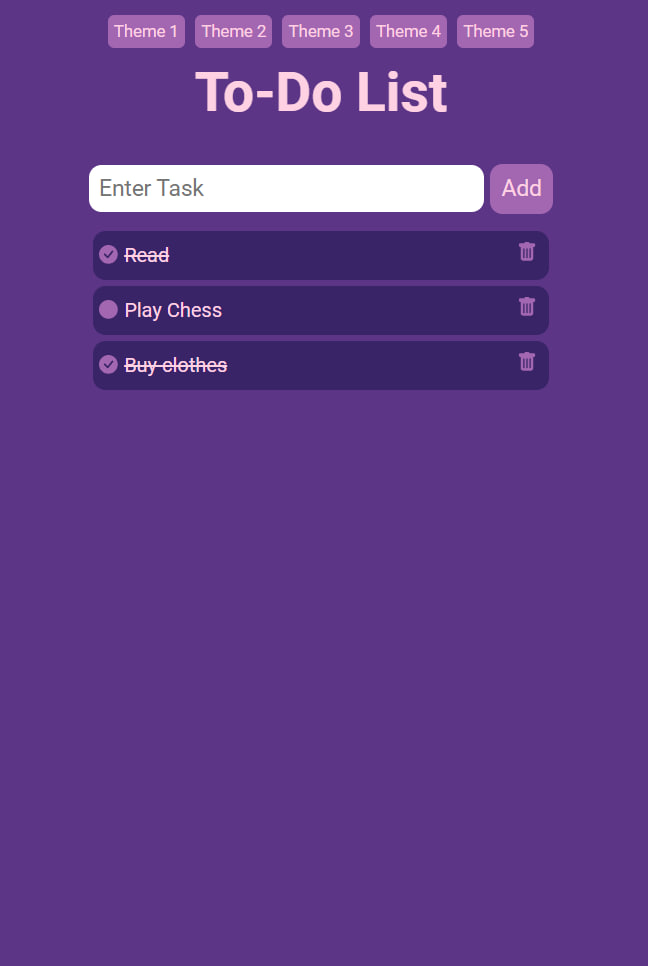 Theme 1 Theme 2 Theme 3 Theme 4 Theme 5
To-Do List
Enter Task Add
Read
Play Chess
Buy clothes